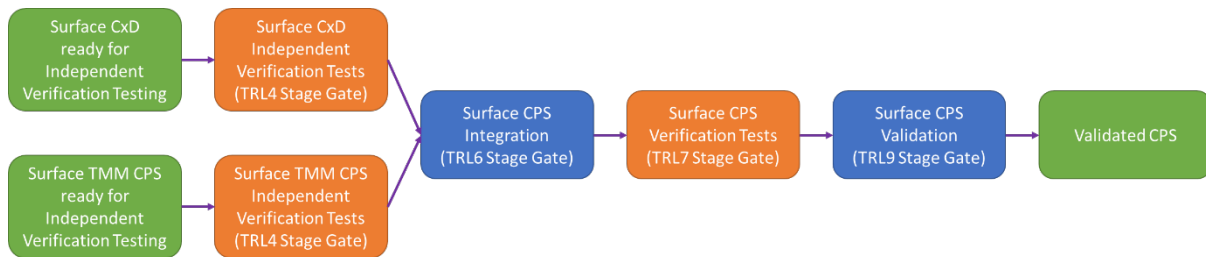 Surface CxD
ready for
Independent
Verification Testing
Surface CxD
Independent
Verification Tests
(TRL4 Stage Gate)
Surface TMM CPS
ready for
Independent
Verification Testing
Surface TMM CPS
Independent
Verification Tests
(TRL4 Stage Gate)
Surface CPS
Integration
(TRL6 Stage Gate)
Surface CPS
Verification Tests
(TRL7 Stage Gate)
Surface CPS
Validation
(TRL9 Stage Gate)
Validated CPS